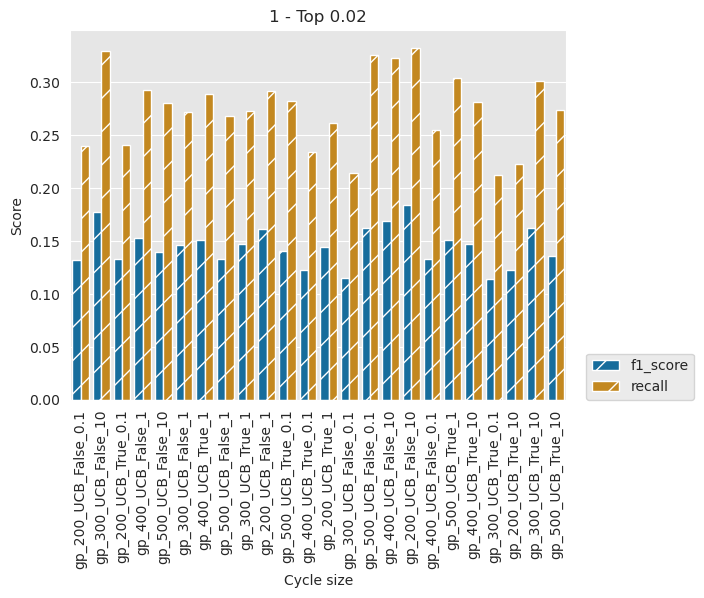 1 - Top 0.02
Score
0.30
0.25
0.20
0.15
0.10
0.05
0.00
f1_score
recall
gp_200_UCB_False_0.1
gp_300_UCB_False_10
gp_200_UCB_True_0.1
gp_400_UCB_False_1
gp_500_UCB_False_10
gp_300_UCB_False_1
gp_400_UCB_True_1
gp_500_UCB_False_1
gp_300_UCB_True_1
gp_200_UCB_False_1
gp_500_UCB_True_0.1
gp_400_UCB_True_0.1
gp_200_UCB_True_1
gp_300_UCB_False_0.1
gp_500_UCB_False_0.1
gp_400_UCB_False_10
gp_200_UCB_False_10
gp_400_UCB_False_0.1
gp_500_UCB_True_1
gp_400_UCB_True_10
gp_300_UCB_True_0.1
gp_200_UCB_True_10
gp_300_UCB_True_10
gp_500_UCB_True_10
Cycle size